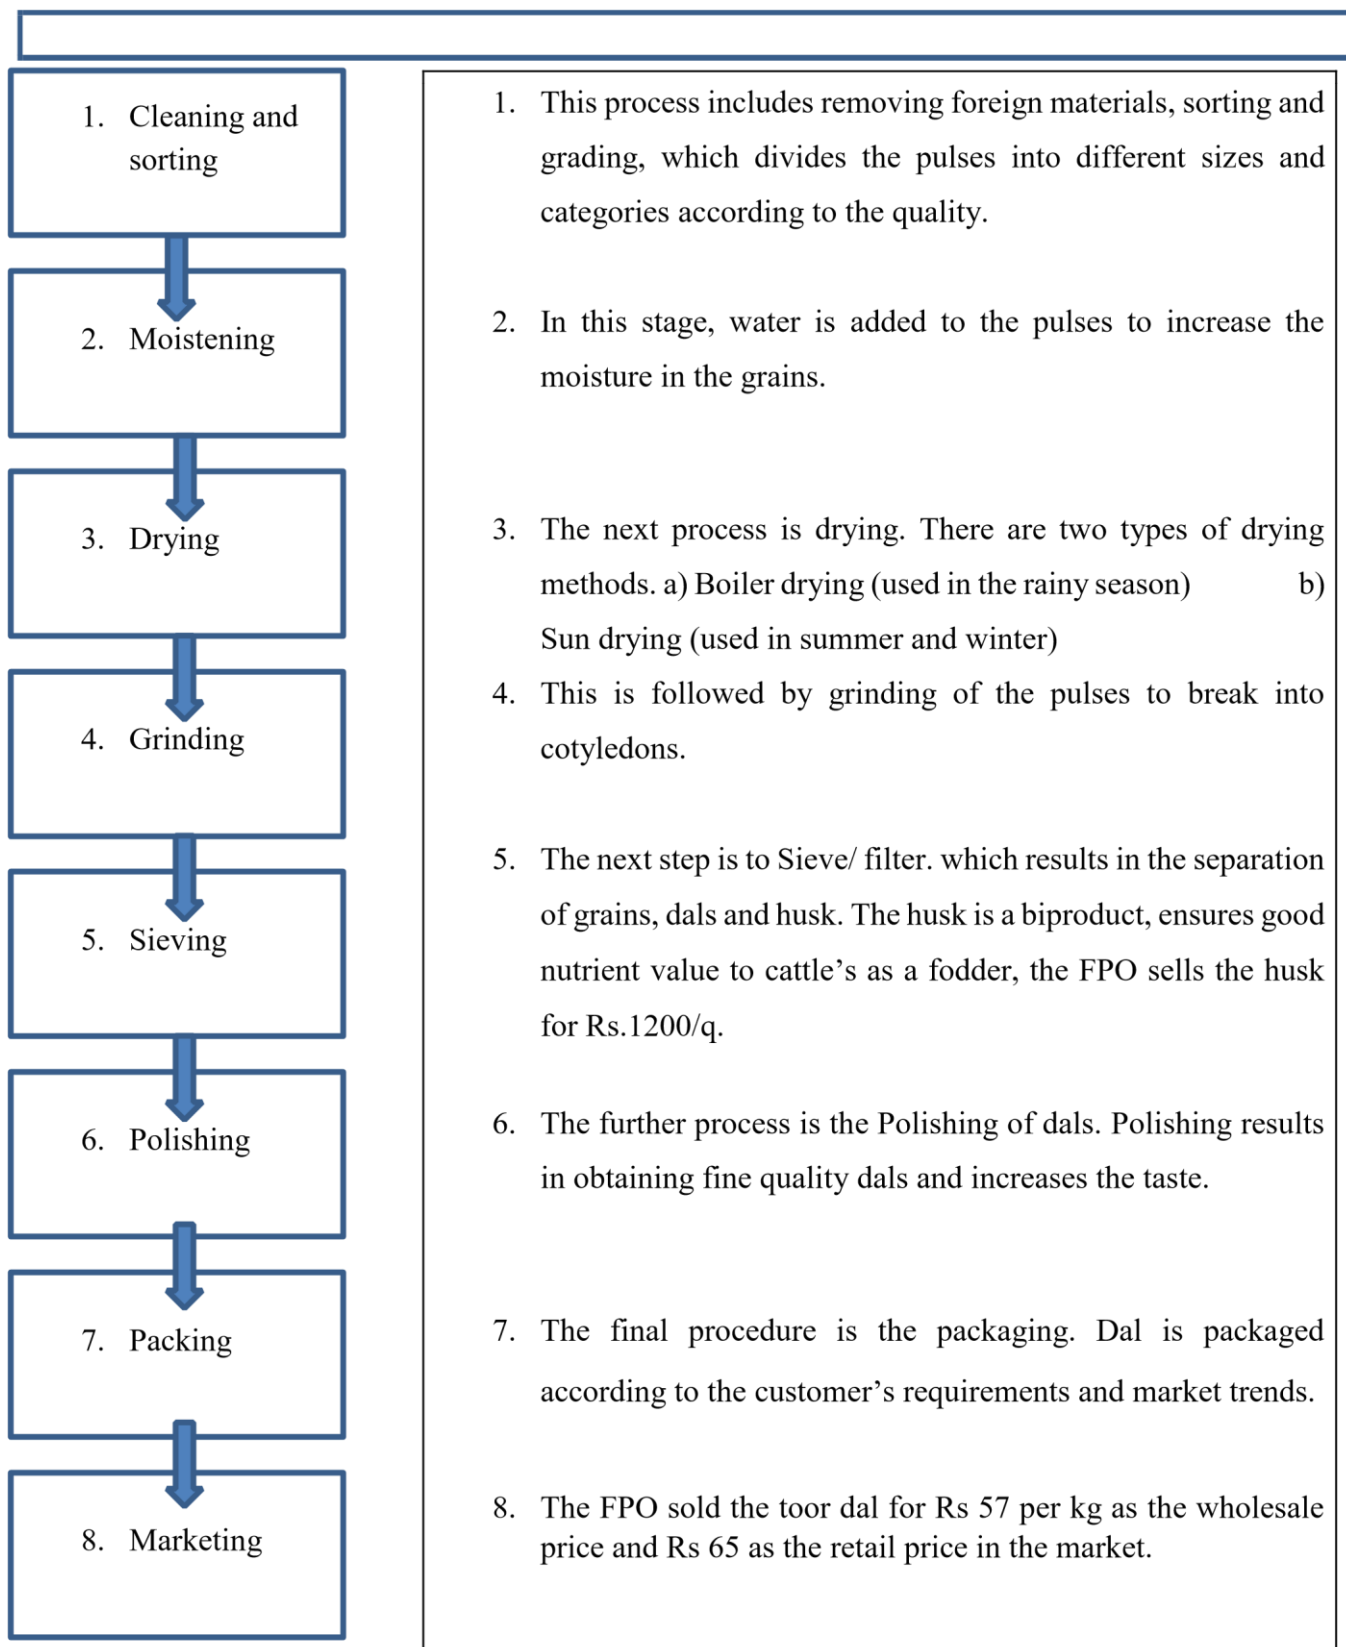 1. Cleaning and
sorting
2. Moistening
3. Drying
4. Grinding
5. Sieving
6. Polishing
7. Packing
8. Marketing
1. This process includes removing foreign materials, sorting and
grading, which divides the pulses into different sizes and
categories according to the quality.
2. In this stage, water is added to the pulses to increase the
moisture in the grains.
3. The next process is drying. There are two types of drying
methods. a) Boiler drying (used in the rainy season) b)
Sun drying (used in summer and winter)
4. This is followed by grinding of the pulses to break into
cotyledons.
5. The next step is to Sieve/ filter. which results in the separation
of grains, dals and husk. The husk is a biproduct, ensures good
nutrient value to cattle’s as a fodder, the FPO sells the husk
for Rs.1200/q.
6. The further process is the Polishing of dals. Polishing results
in obtaining fine quality dals and increases the taste.
7. The final procedure is the packaging. Dal is packaged
according to the customer’s requirements and market trends.
8. The FPO sold the toor dal for Rs 57 per kg as the wholesale
price and Rs 65 as the retail price in the market.